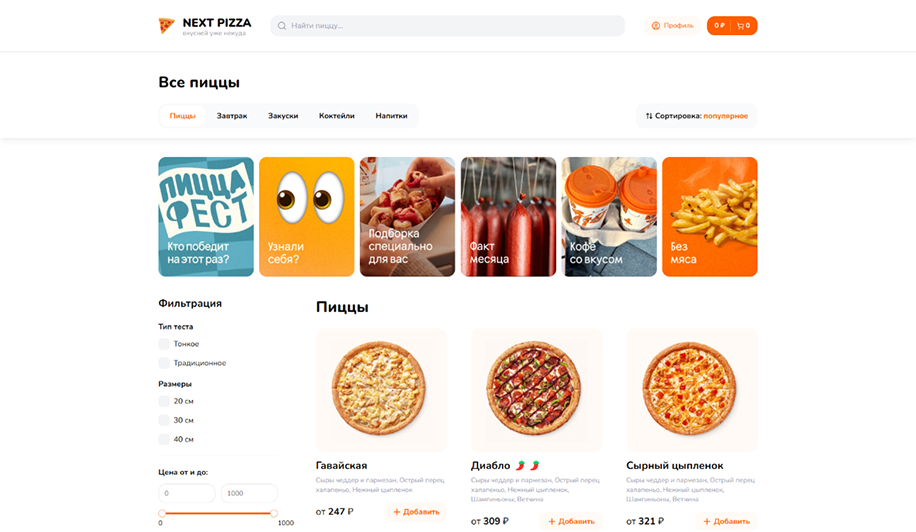 NEXT PIZZA
вкусней уже некуда
Найти пиццу...
Профиль
0 ₽
0
Все пиццы
Пиццы
Завтрак
Закуски
Коктейли
Напитки
Сортировка: популярное
ПИЦЦА
ФЕСТ
Кто победит
на этот раз?
Узнали
себя?
Подборка
специально
для вас
Факт
месяца
Кофе
со вкусом
Без
мяса
Фильтрация
Тип теста
Тонкое
Традиционное
Размеры
20 см
30 см
40 см
Цена от и до:
0
1000
0
1000
Пиццы
Гавайская
Сыры чеддер и пармезан, Острый перец
халапеньо, Нежный цыпленок
от 247 ₽
+ Добавить
Диабло
Сыры чеддер и пармезан, Острый перец
халапеньо, Нежный цыпленок,
Шампиньоны, Ветчина
от 309 ₽
+ Добавить
Сырный цыпленок
Сыры чеддер и пармезан, Острый перец
халапеньо, Нежный цыпленок,
Шампиньоны, Ветчина
от 321 ₽
+ Добавить